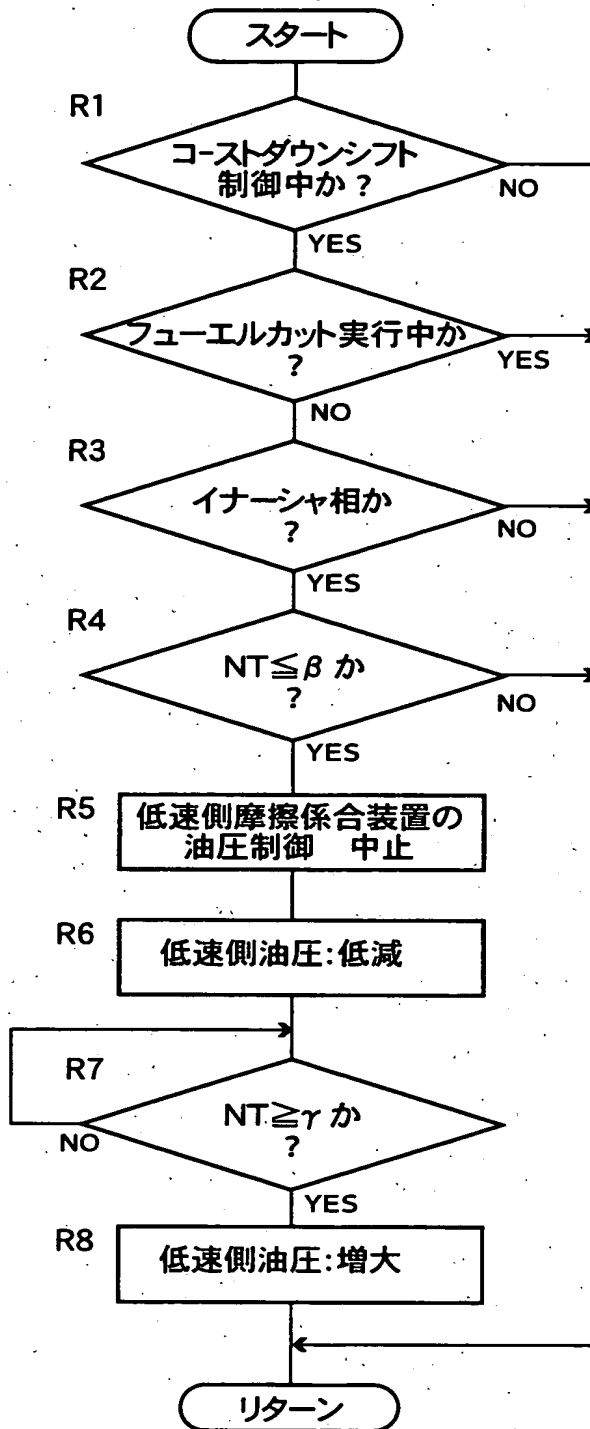 スタート
R1
コーストダウンシフト
制御中か？
NO
YES
R2
フューエルカット実行中か
？
YES
NO
R3
イナーシャ相か
？
NO
YES
R4
NT≦βか
？
NO
YES
R5
低速側摩擦係合装置の
油圧制御　中止
R6
低速側油圧：低減
R7
NT≧γか
？
NO
YES
R8
低速側油圧：増大
リターン